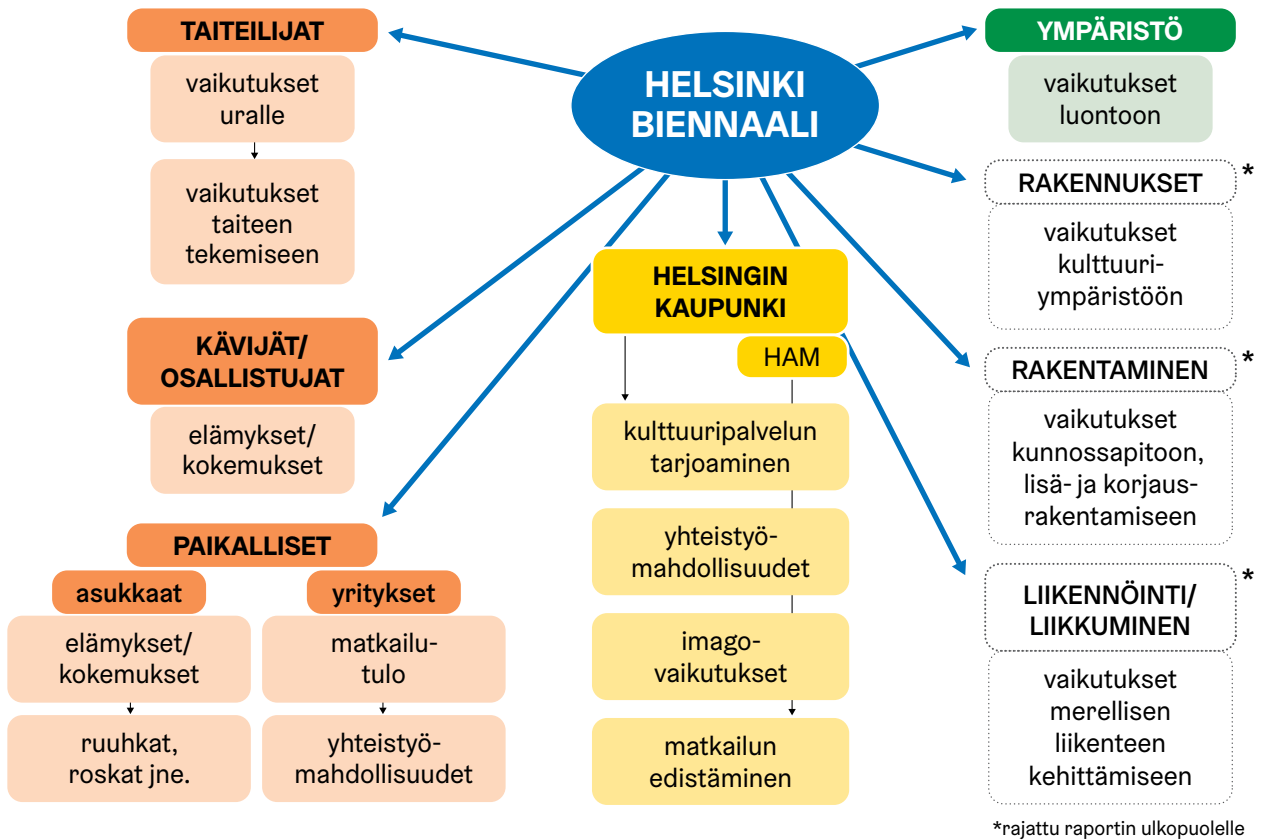 HELSINKI
BIENNAALI
TAITEILIJAT
vaikutukset
uralle
vaikutukset
taiteen
tekemiseen
KÄVIJÄT/
OSALLISTUJAT
elämykset/
kokemukset
PAIKALLISET
asukkaat
elämykset/
kokemukset
ruuhkat,
roskat jne.
yritykset
matkailu-
tulo
yhteistyö-
mahdollisuudet
HELSINGIN
KAUPUNKI
HAM
kulttuuripalvelun
tarjoaminen
yhteistyö-
mahdollisuudet
imago-
vaikutukset
matkailun
edistäminen
YMPÄRISTÖ
vaikutukset
luontoon
RAKENNUKSET *
vaikutukset
kulttuuri-
ympäristöön
RAKENTAMINEN *
vaikutukset
kunnossapitoon,
lisä- ja korjaus-
rakentamiseen
LIIKENNÖINTI/ *
LIIKKUMINEN
vaikutukset
merellisen
liikenteen
kehittämiseen
*rajattu raportin ulkopuolelle